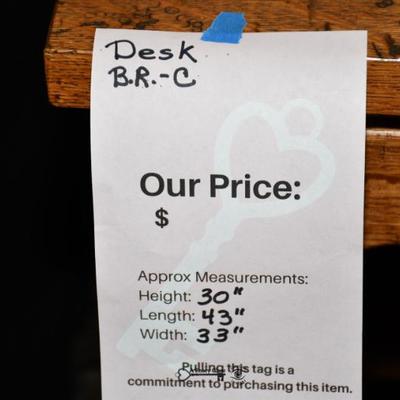 Desk
B.R.-C
Our Price:
$
Approx Measurements:
Height: 30"
Length: 43"
Width: 33"
Pulling this tag is a
commitment to purchasing this item.